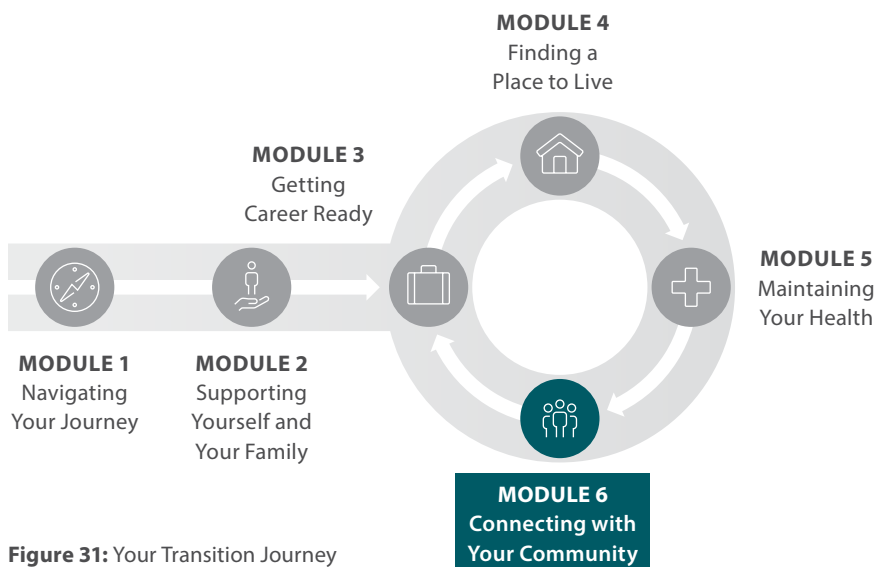 MODULE 4
Finding a
Place to Live
MODULE 3
Getting
Career Ready
MODULE 5
Maintaining
Your Health
MODULE 1
Navigating
Your Journey
MODULE 2
Supporting
Yourself and
Your Family
MODULE 6
Connecting with
Your Community
Figure 31: Your Transition Journey